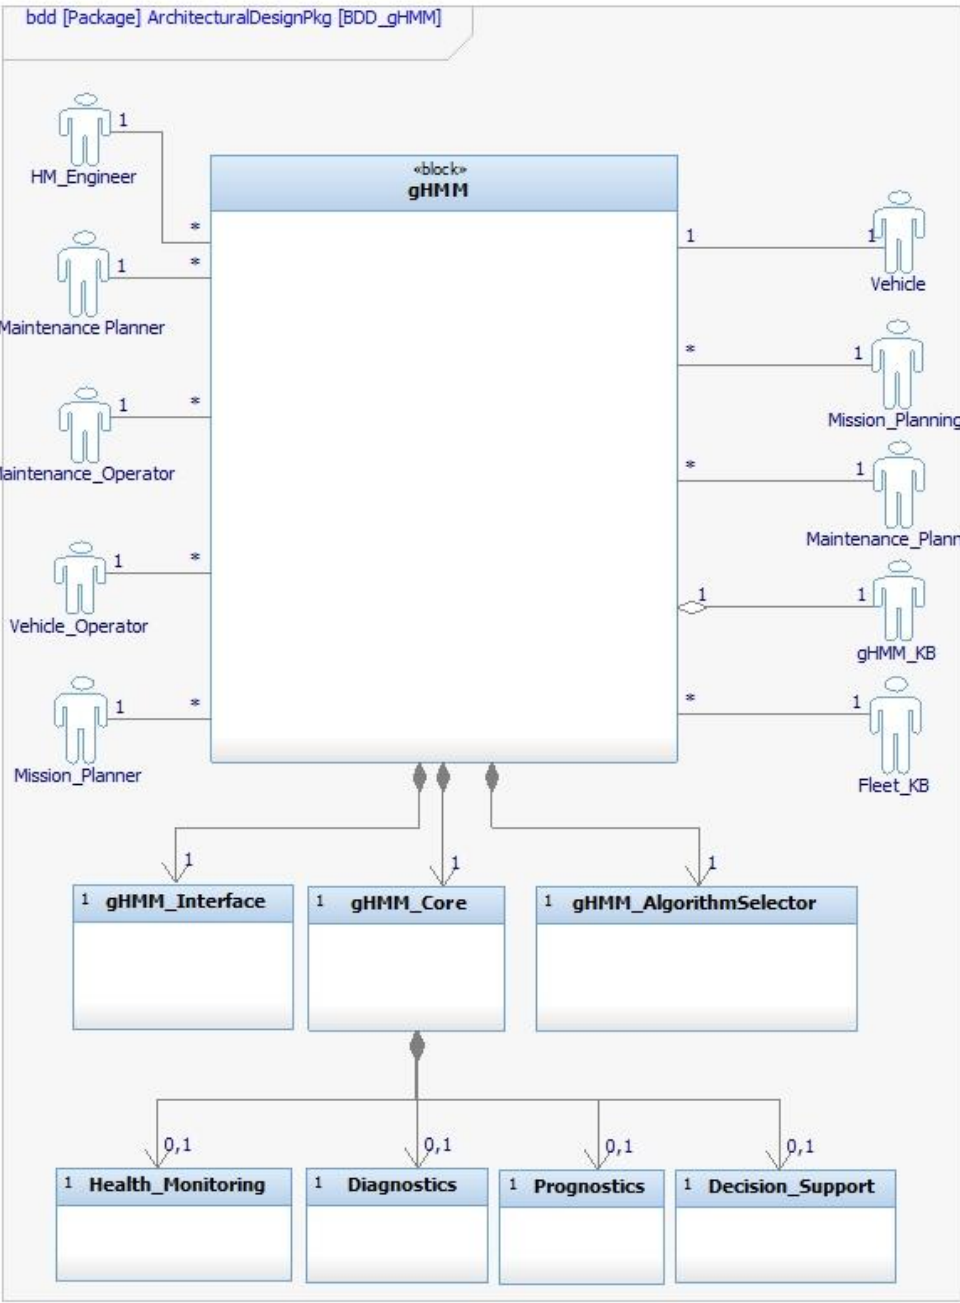 bdd [Package] ArchitecturalDesignPkg [BDD_gHMM]
1
HM_Engineer
*
«block»
gHMM
1
1
Vehicle
1
*
Maintenance Planner
*
1
Mission_Planning
1
*
aintenance_Operator
*
1
Maintenance_Plann
1
*
Vehicle_Operator
1
1
gHMM_KB
1
*
Mission_Planner
*
1
Fleet_KB
1
1
1
1 gHMM_Interface
1 gHMM_Core
1 gHMM_AlgorithmSelector
0,1
0,1
0,1
0,1
1 Health_Monitoring
1 Diagnostics
1 Prognostics
1 Decision_Support